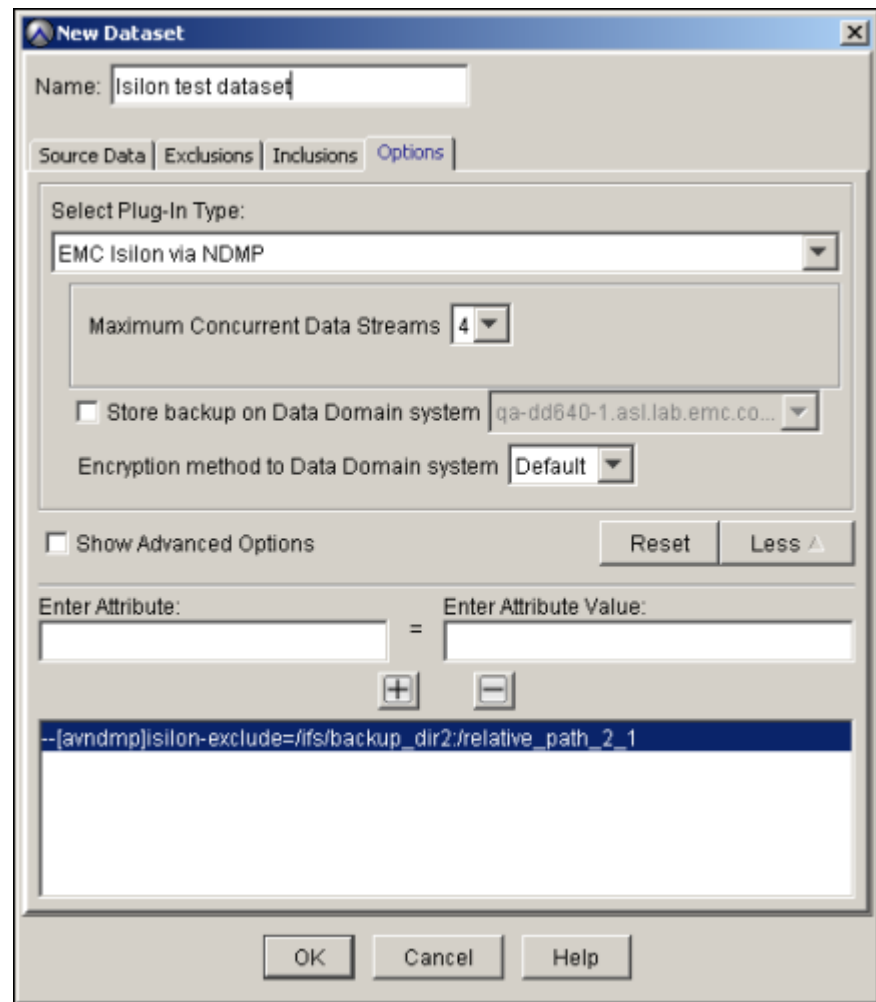 New Dataset
Name: Isilon test dataset
Source Data Exclusions Inclusions Options
Select Plug-In Type:
EMC Isilon via NDMP
Maximum Concurrent Data Streams 4
Store backup on Data Domain system qa-dd640-1.asl.lab.emc.co...
Encryption method to Data Domain system Default
Show Advanced Options Reset Less
Enter Attribute: Enter Attribute Value:
=
--[avndmp]isilon-exclude=/ifs/backup_dir2:/relative_path_2_1
OK Cancel Help